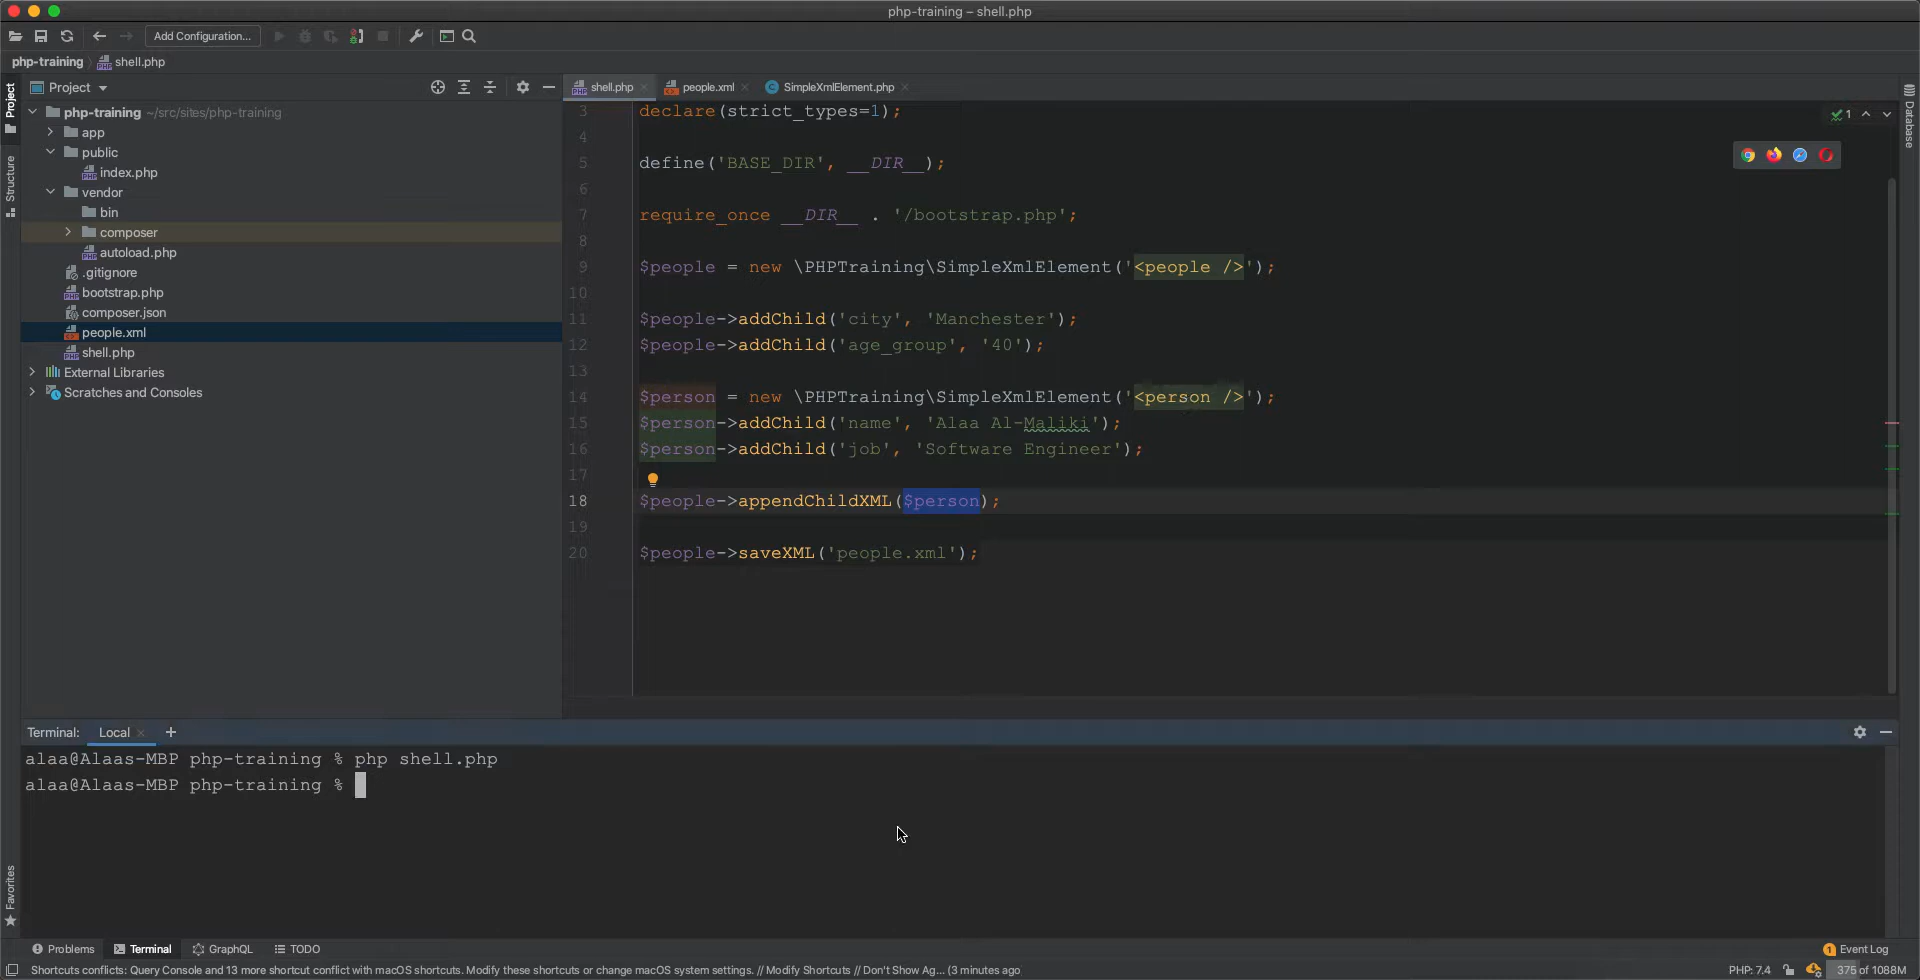 php-training – shell.php
Add Configuration...
php-training
shell.php
Project
shell.php
people.xml
SimpleXmlElement.php
Project
Structure
Favorites
Database
php-training ~/src/sites/php-training
app
public
index.php
vendor
bin
composer
autoload.php
.gitignore
bootstrap.php
composer.json
people.xml
shell.php
External Libraries
Scratches and Consoles
1
3 declare(strict_types=1);
4
5 define('BASE_DIR', __DIR__);
6
7 require_once __DIR__ . '/bootstrap.php';
8
9 $people = new \PHPTraining\SimpleXmlElement('<people />');
10
11 $people->addChild('city', 'Manchester');
12 $people->addChild('age_group', '40');
13
14 $person = new \PHPTraining\SimpleXmlElement('<person />');
15 $person->addChild('name', 'Alaa Al-Maliki');
16 $person->addChild('job', 'Software Engineer');
17
18 $people->appendChildXML($person);
19
20 $people->saveXML('people.xml');
Terminal: Local
alaa@Alaas-MBP php-training % php shell.php
alaa@Alaas-MBP php-training %
Problems Terminal GraphQL TODO
1 Event Log
Shortcuts conflicts: Query Console and 13 more shortcut conflict with macOS shortcuts. Modify these shortcuts or change macOS system settings. // Modify Shortcuts // Don't Show Ag... (3 minutes ago
PHP: 7.4
375 of 1088M